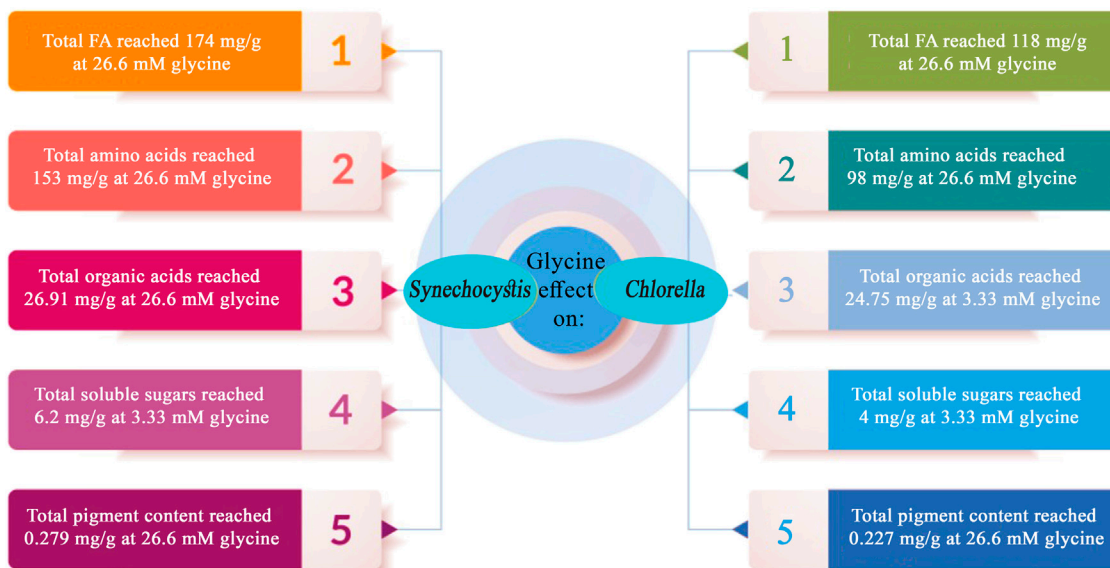 Total FA reached 174 mg/g
at 26.6 mM glycine
1
Total amino acids reached
153 mg/g at 26.6 mM glycine
2
Total organic acids reached
26.91 mg/g at 26.6 mM glycine
3
Total soluble sugars reached
6.2 mg/g at 3.33 mM glycine
4
Total pigment content reached
0.279 mg/g at 26.6 mM glycine
5
Synechocystis
Glycine
effect
on:
Chlorella
1
Total FA reached 118 mg/g
at 26.6 mM glycine
2
Total amino acids reached
98 mg/g at 26.6 mM glycine
3
Total organic acids reached
24.75 mg/g at 3.33 mM glycine
4
Total soluble sugars reached
4 mg/g at 3.33 mM glycine
5
Total pigment content reached
0.227 mg/g at 26.6 mM glycine